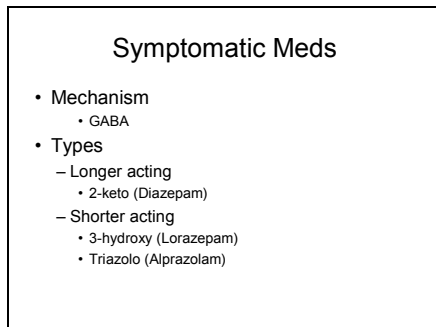 Symptomatic Meds
• Mechanism
• GABA
• Types
– Longer acting
• 2-keto (Diazepam)
– Shorter acting
• 3-hydroxy (Lorazepam)
• Triazolo (Alprazolam)